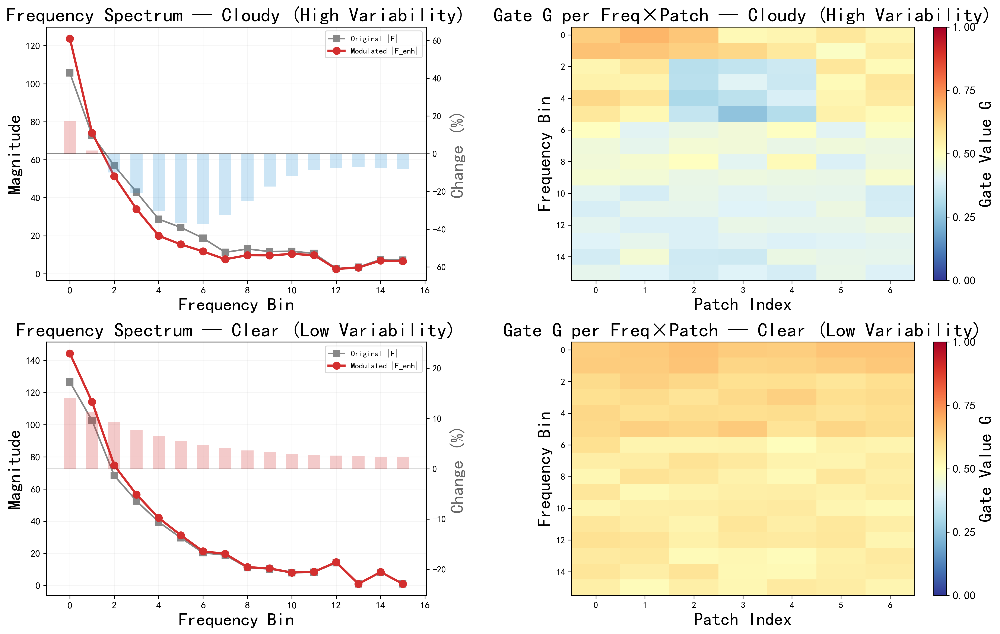 Frequency Spectrum — Cloudy (High Variability)
Original |F|
Modulated |F_enh|
120
100
80
60
40
20
0
Magnitude
60
40
20
0
-20
-40
-60
Change (%)
0 2 4 6 8 10 12 14 16
Frequency Bin
Gate G per Freq×Patch — Cloudy (High Variability)
0
2
4
6
8
10
12
14
Frequency Bin
0 1 2 3 4 5 6
Patch Index
1.00
0.75
0.50
0.25
0.00
Gate Value G
Frequency Spectrum — Clear (Low Variability)
Original |F|
Modulated |F_enh|
140
120
100
80
60
40
20
0
Magnitude
20
10
0
-10
-20
Change (%)
0 2 4 6 8 10 12 14 16
Frequency Bin
Gate G per Freq×Patch — Clear (Low Variability)
0
2
4
6
8
10
12
14
Frequency Bin
0 1 2 3 4 5 6
Patch Index
1.00
0.75
0.50
0.25
0.00
Gate Value G